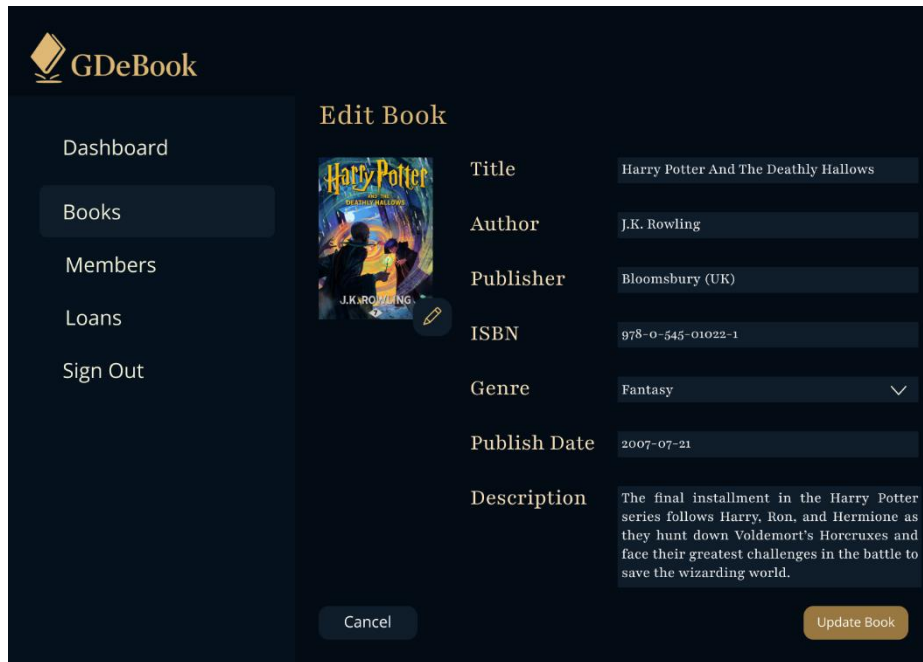 GDeBook
Dashboard
Books
Members
Loans
Sign Out
Edit Book
Harry Potter
AND THE
DEATHLY HALLOWS
J.K. ROWLING
7
Title
Harry Potter And The Deathly Hallows
Author
J.K. Rowling
Publisher
Bloomsbury (UK)
ISBN
978-0-545-01022-1
Genre
Fantasy
Publish Date
2007-07-21
Description
The final installment in the Harry Potter
series follows Harry, Ron, and Hermione as
they hunt down Voldemort's Horcruxes and
face their greatest challenges in the battle to
save the wizarding world.
Cancel
Update Book